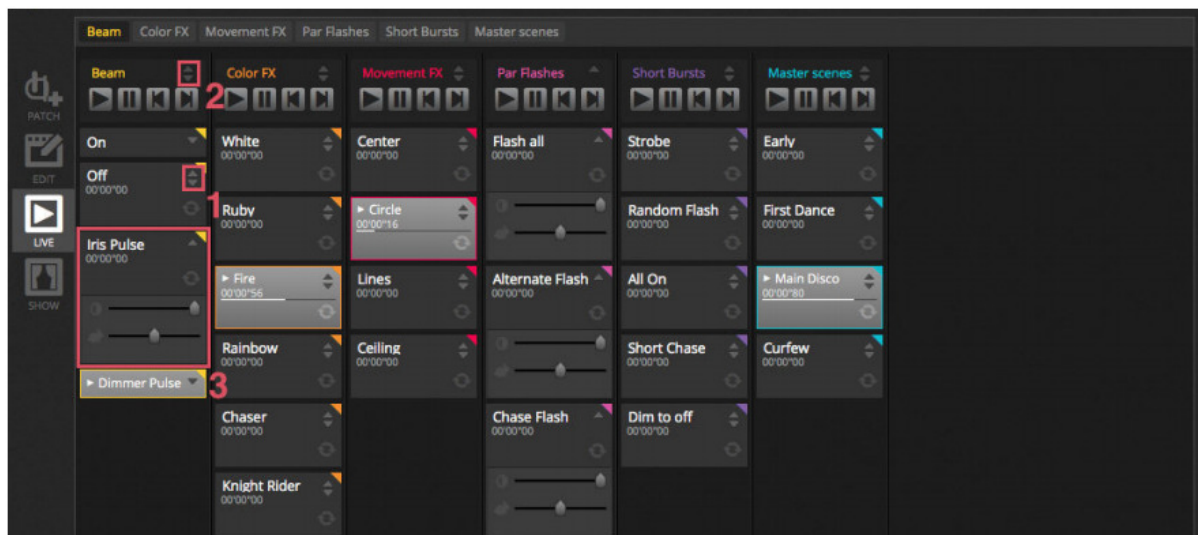 Beam Color FX Movement FX Par Flashes Short Bursts Master scenes
PATCH
EDIT
LIVE
SHOW
Beam
2
On
Off
00'00"00
1
Iris Pulse
00'00"00
Dimmer Pulse
3
Color FX
White
00'00"00
Ruby
00'00"00
Fire
00'00"56
Rainbow
00'00"00
Chaser
00'00"00
Knight Rider
00'00"00
Movement FX
Center
00'00"00
Circle
00'00"16
Lines
00'00"00
Ceiling
00'00"00
Par Flashes
Flash all
00'00"00
Alternate Flash
00'00"00
Chase Flash
00'00"00
Short Bursts
Strobe
00'00"00
Random Flash
00'00"00
All On
00'00"00
Short Chase
00'00"00
Dim to off
00'00"00
Master scenes
Early
00'00"00
First Dance
00'00"00
Main Disco
00'00"80
Curfew
00'00"00